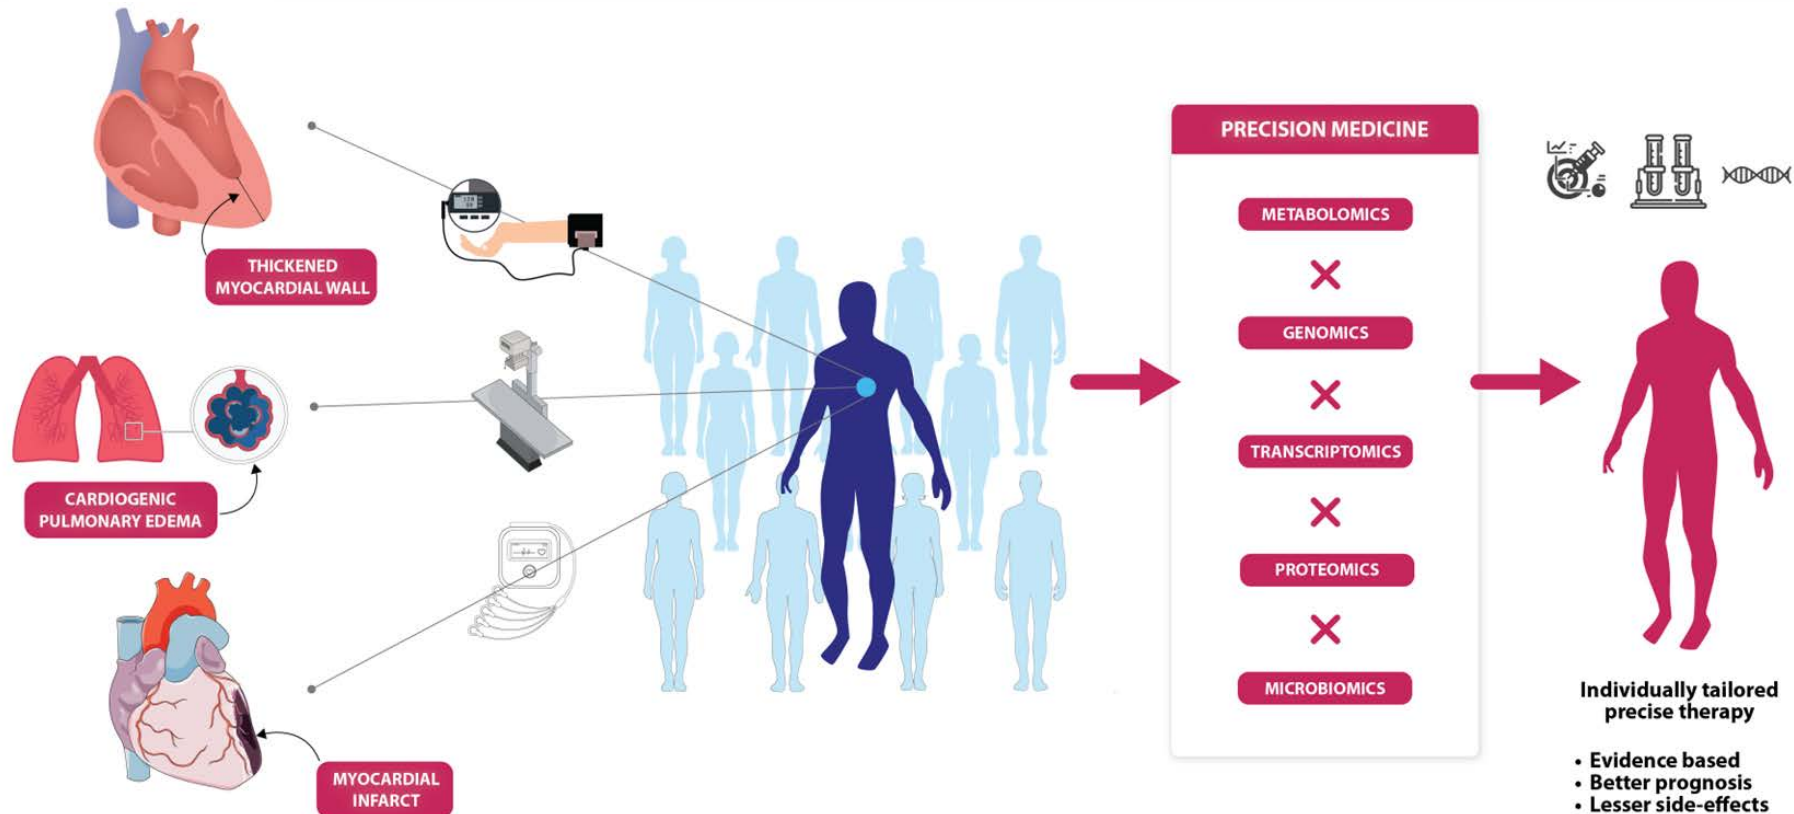 THICKENED
MYOCARDIAL WALL
CARDIOGENIC
PULMONARY EDEMA
MYOCARDIAL
INFARCT
PRECISION MEDICINE
METABOLOMICS
GENOMICS
TRANSCRIPTOMICS
PROTEOMICS
MICROBIOMICS
Individually tailored
precise therapy
• Evidence based
• Better prognosis
• Lesser side-effects